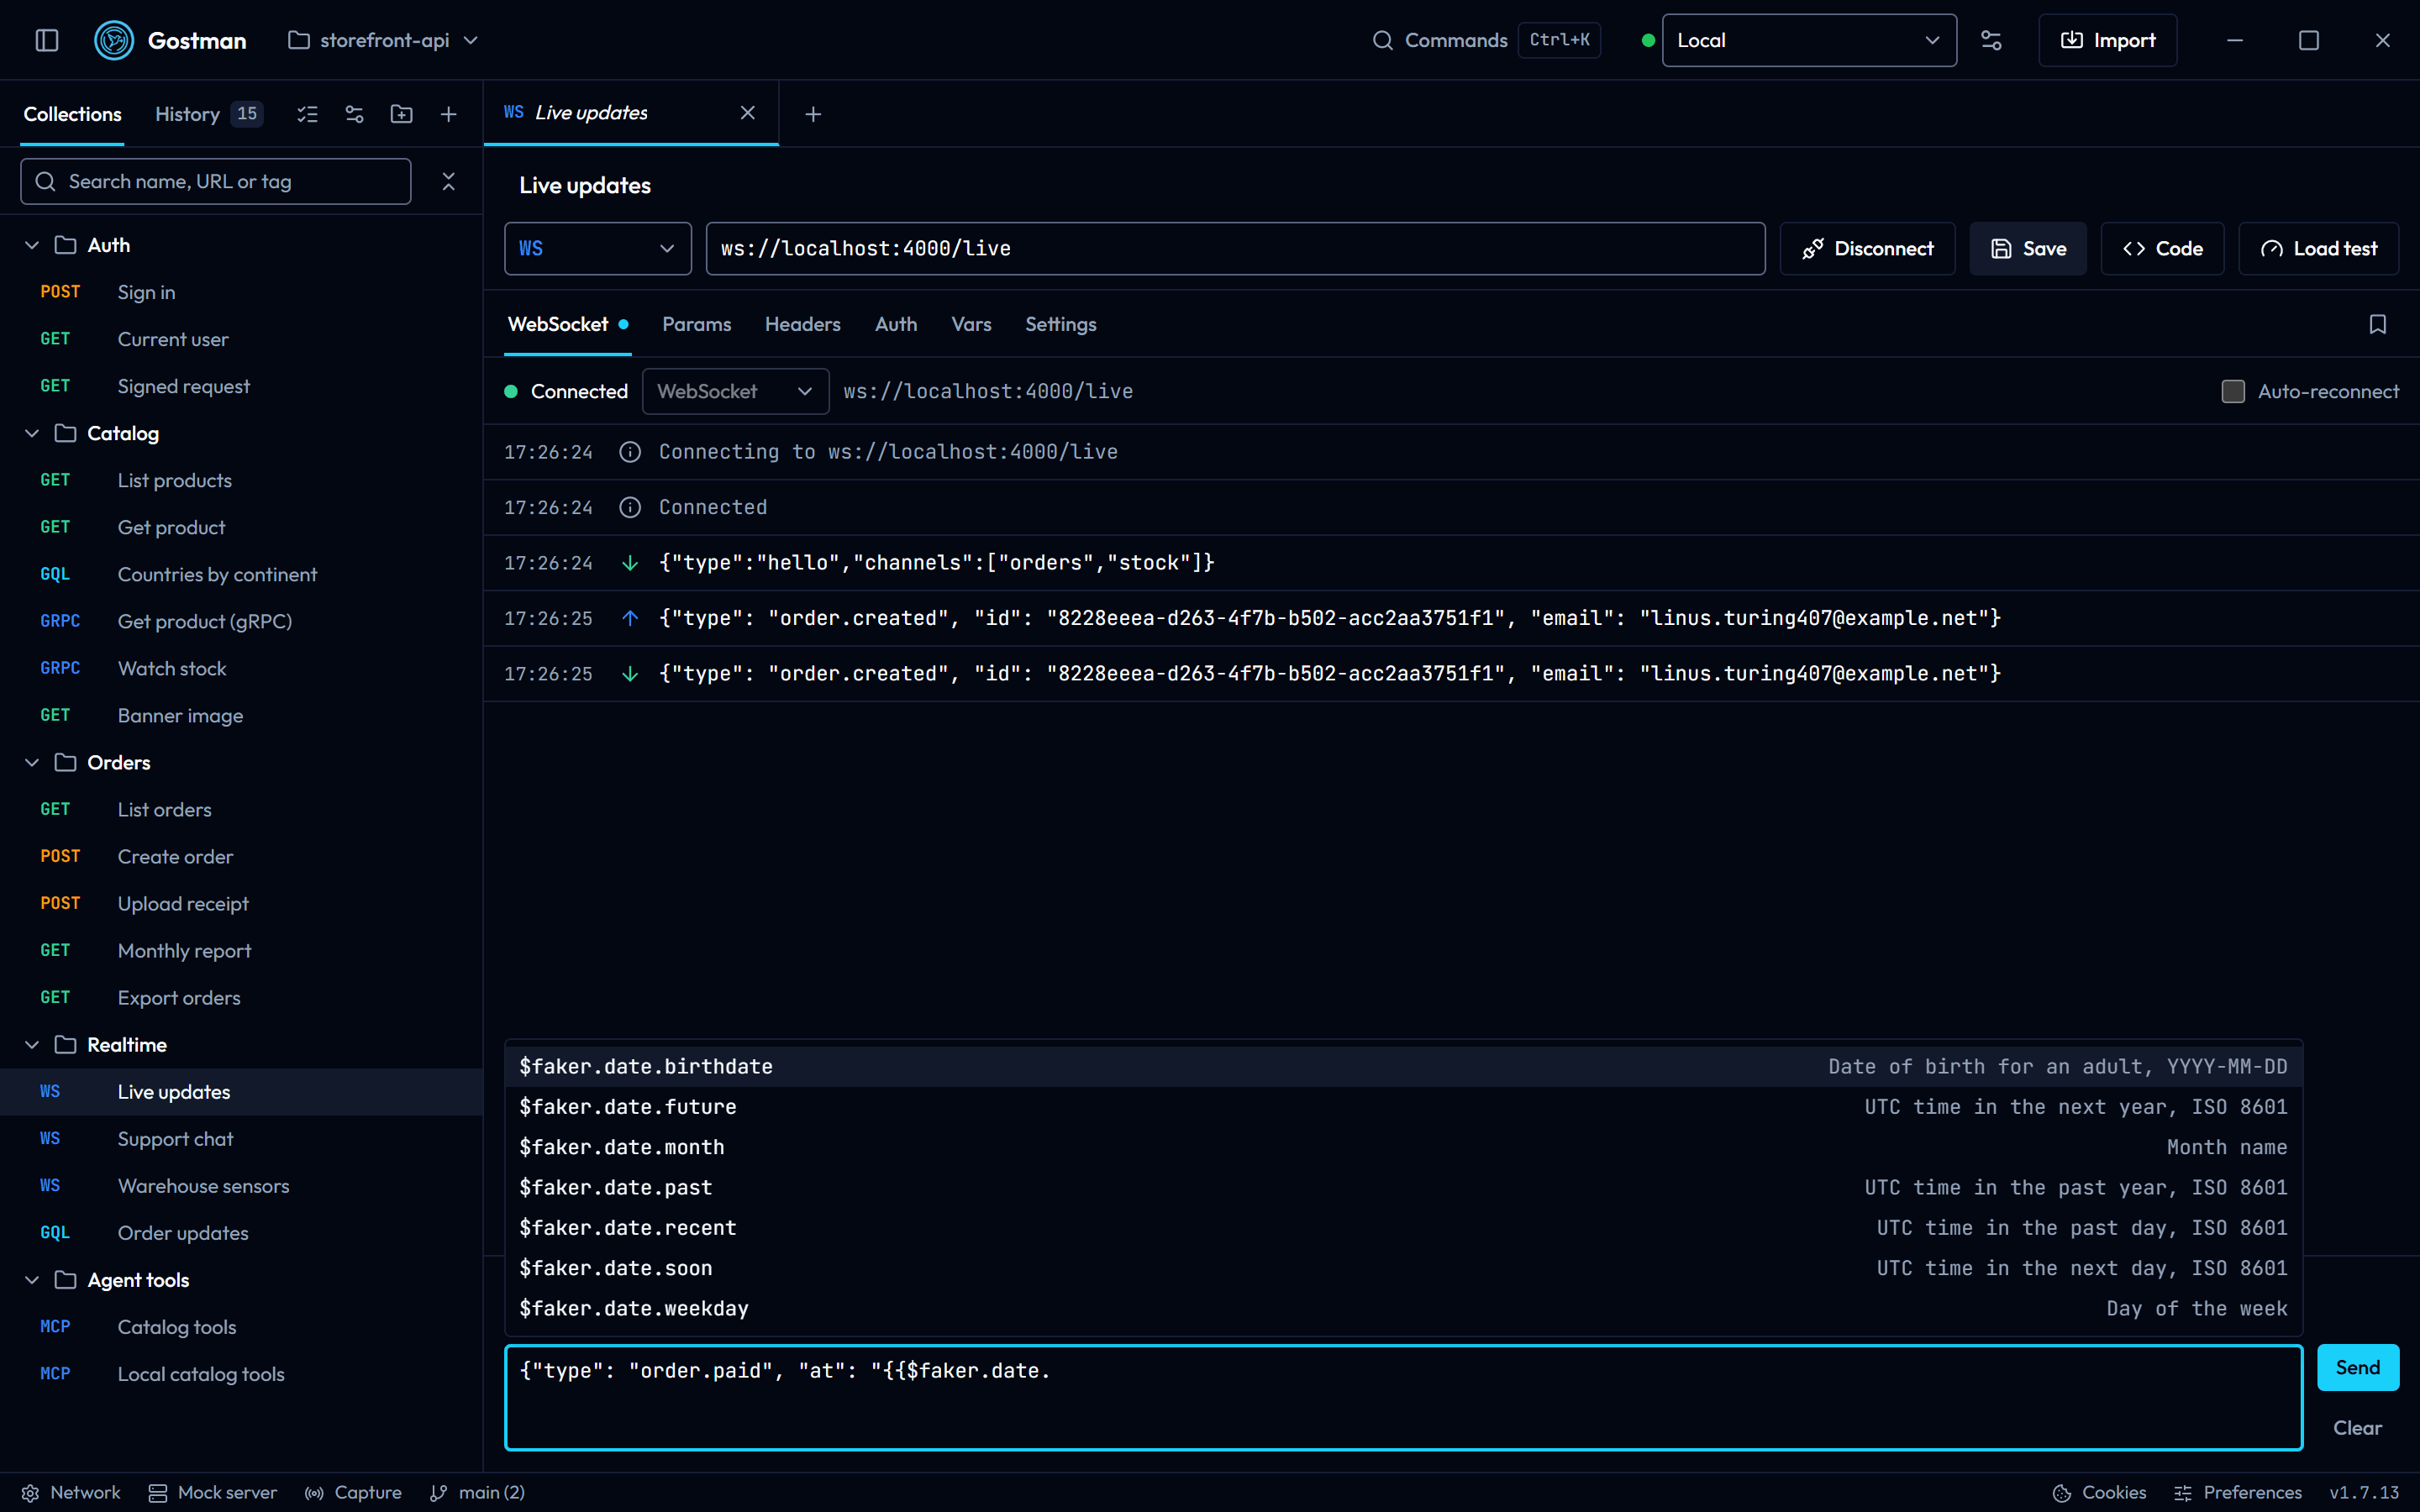 Gostman
storefront-api
Commands Ctrl+K
Local
Import
Collections
History 15
WS Live updates
Search name, URL or tag
Auth
POST Sign in
GET Current user
GET Signed request
Catalog
GET List products
GET Get product
GQL Countries by continent
GRPC Get product (gRPC)
GRPC Watch stock
GET Banner image
Orders
GET List orders
POST Create order
POST Upload receipt
GET Monthly report
GET Export orders
Realtime
WS Live updates
WS Support chat
WS Warehouse sensors
GQL Order updates
Agent tools
MCP Catalog tools
MCP Local catalog tools
Live updates
WS ws://localhost:4000/live Disconnect Save Code Load test
WebSocket Params Headers Auth Vars Settings
Connected WebSocket ws://localhost:4000/live Auto-reconnect
17:26:24 Connecting to ws://localhost:4000/live
17:26:24 Connected
17:26:24 {"type":"hello","channels":["orders","stock"]}
17:26:25 {"type": "order.created", "id": "8228eeea-d263-4f7b-b502-acc2aa3751f1", "email": "linus.turing407@example.net"}
17:26:25 {"type": "order.created", "id": "8228eeea-d263-4f7b-b502-acc2aa3751f1", "email": "linus.turing407@example.net"}
$faker.date.birthdate Date of birth for an adult, YYYY-MM-DD
$faker.date.future UTC time in the next year, ISO 8601
$faker.date.month Month name
$faker.date.past UTC time in the past year, ISO 8601
$faker.date.recent UTC time in the past day, ISO 8601
$faker.date.soon UTC time in the next day, ISO 8601
$faker.date.weekday Day of the week
{"type": "order.paid", "at": "{{$faker.date.
Send
Clear
Network Mock server Capture main (2) Cookies Preferences v1.7.13